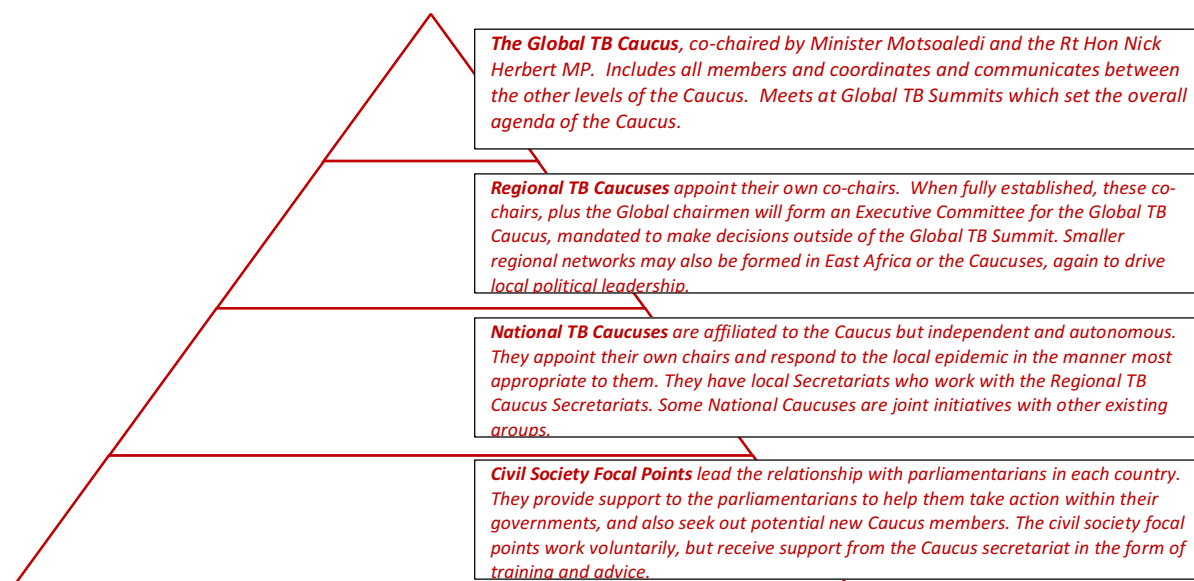 The Global TB Caucus, co-chaired by Minister Motsoaledi and the Rt Hon Nick
Herbert MP. Includes all members and coordinates and communicates between
the other levels of the Caucus. Meets at Global TB Summits which set the overall
agenda of the Caucus.
Regional TB Caucuses appoint their own co-chairs. When fully established, these co-
chairs, plus the Global chairmen will form an Executive Committee for the Global TB
Caucus, mandated to make decisions outside of the Global TB Summit. Smaller
regional networks may also be formed in East Africa or the Caucuses, again to drive
local political leadership.
National TB Caucuses are affiliated to the Caucus but independent and autonomous.
They appoint their own chairs and respond to the local epidemic in the manner most
appropriate to them. They have local Secretariats who work with the Regional TB
Caucus Secretariats. Some National Caucuses are joint initiatives with other existing
groups.
Civil Society Focal Points lead the relationship with parliamentarians in each country.
They provide support to the parliamentarians to help them take action within their
governments, and also seek out potential new Caucus members. The civil society focal
points work voluntarily, but receive support from the Caucus secretariat in the form of
training and advice.